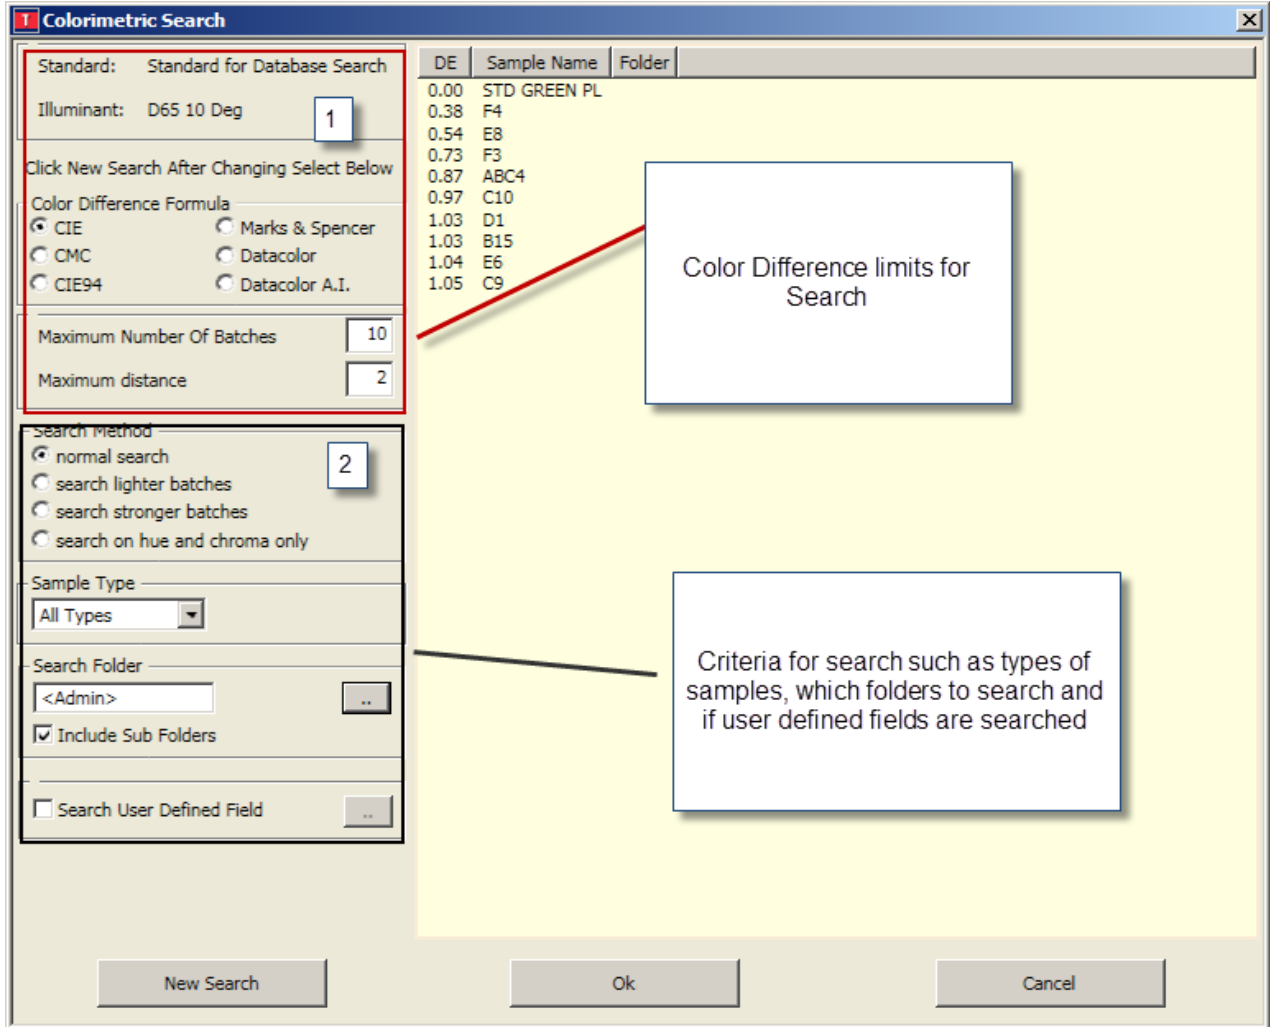 Colorimetric Search
Standard: Standard for Database Search
Illuminant: D65 10 Deg
1
Click New Search After Changing Select Below
Color Difference Formula
CIE Marks & Spencer
CMC Datacolor
CIE94 Datacolor A.I.
Maximum Number Of Batches 10
Maximum distance 2
Search Method
2
normal search
search lighter batches
search stronger batches
search on hue and chroma only
Sample Type
All Types
Search Folder
<Admin> ..
Include Sub Folders
Search User Defined Field ..
DE Sample Name Folder
0.00 STD GREEN PL
0.38 F4
0.54 E8
0.73 F3
0.87 ABC4
0.97 C10
1.03 D1
1.03 B15
1.04 E6
1.05 C9
Color Difference limits for
Search
Criteria for search such as types of
samples, which folders to search and
if user defined fields are searched
New Search Ok Cancel